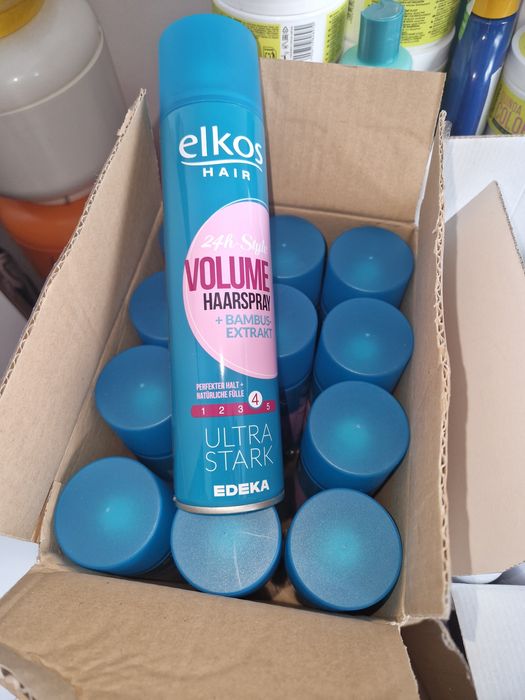 elkos
HAIR
24h-Style
VOLUME
HAARSPRAY
+ BAMBUS-
EXTRAKT
PERFEKTER HALT +
NATÜRLICHE FÜLLE
1 2 3 4 5
ULTRA
STARK
EDEKA